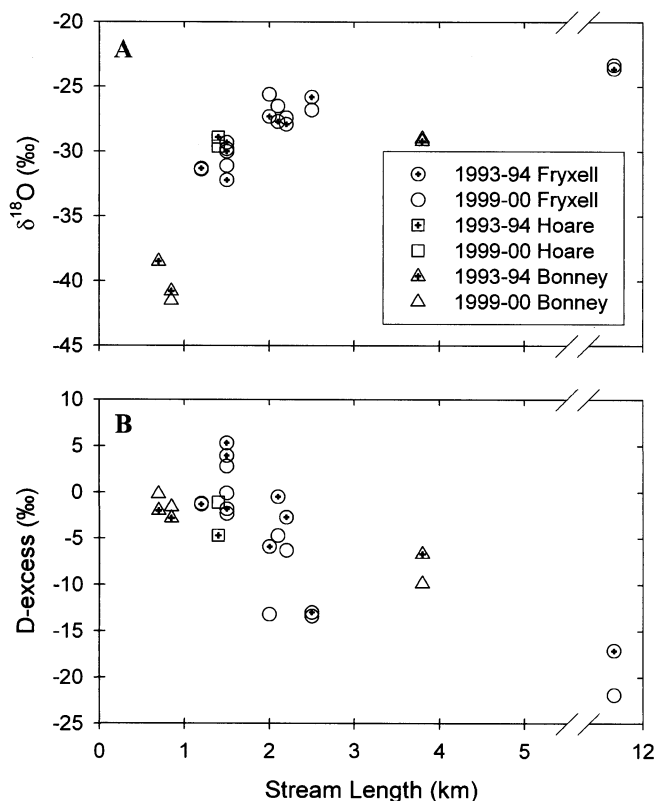 A
-20
-25
-30
-35
-40
-45
δ18O (‰)
1993-94 Fryxell
1999-00 Fryxell
1993-94 Hoare
1999-00 Hoare
1993-94 Bonney
1999-00 Bonney
B
10
5
0
-5
-10
-15
-20
-25
D-excess (‰)
0 1 2 3 4 5 12
Stream Length (km)